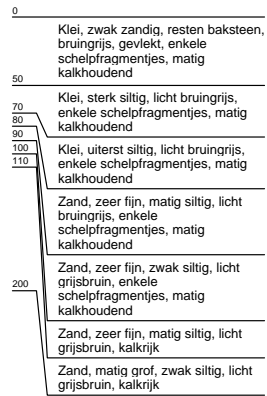 0
Klei, zwak zandig, resten baksteen,
bruingrijs, gevlekt, enkele
schelpfragmentjes, matig
kalkhoudend
50
Klei, sterk siltig, licht bruingrijs,
enkele schelpfragmentjes, matig
kalkhoudend
70
80
Klei, uiterst siltig, licht bruingrijs,
enkele schelpfragmentjes, matig
kalkhoudend
90
100
110
Zand, zeer fijn, matig siltig, licht
bruingrijs, enkele
schelpfragmentjes, matig
kalkhoudend
Zand, zeer fijn, zwak siltig, licht
grijsbruin, enkele
schelpfragmentjes, matig
kalkhoudend
200
Zand, zeer fijn, matig siltig, licht
grijsbruin, kalkrijk
Zand, matig grof, zwak siltig, licht
grijsbruin, kalkrijk